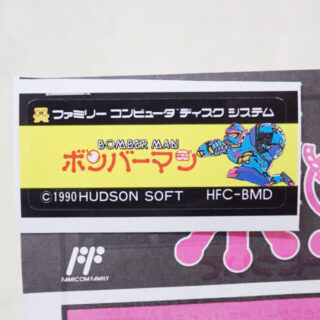 ファミリー コンピュータ ディスク システム
BOMBER MAN
ボンバーマン
©1990 HUDSON SOFT HFC-BMD
FF
FAMICOM FAMILY